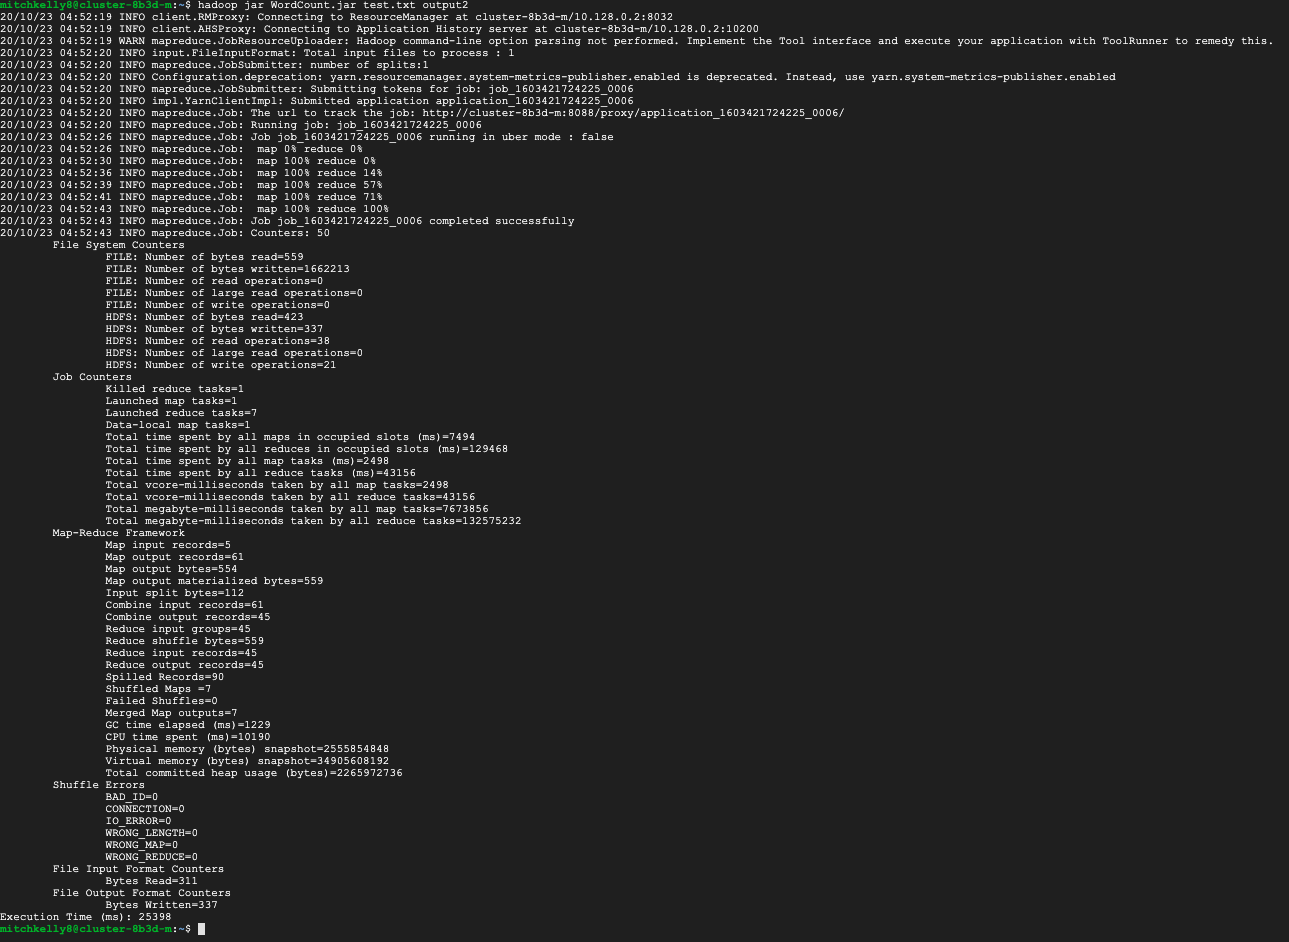 mitchkelly8@cluster-8b3d-m:~$ hadoop jar WordCount.jar test.txt output2
20/10/23 04:52:19 INFO client.RMProxy: Connecting to ResourceManager at cluster-8b3d-m/10.128.0.2:8032
20/10/23 04:52:19 INFO client.AHSProxy: Connecting to Application History server at cluster-8b3d-m/10.128.0.2:10200
20/10/23 04:52:19 WARN mapreduce.JobResourceUploader: Hadoop command-line option parsing not performed. Implement the Tool interface and execute your application with ToolRunner to remedy this.
20/10/23 04:52:20 INFO input.FileInputFormat: Total input files to process : 1
20/10/23 04:52:20 INFO mapreduce.JobSubmitter: number of splits:1
20/10/23 04:52:20 INFO Configuration.deprecation: yarn.resourcemanager.system-metrics-publisher.enabled is deprecated. Instead, use yarn.system-metrics-publisher.enabled
20/10/23 04:52:20 INFO mapreduce.JobSubmitter: Submitting tokens for job: job_1603421724225_0006
20/10/23 04:52:20 INFO impl.YarnClientImpl: Submitted application application_1603421724225_0006
20/10/23 04:52:20 INFO mapreduce.Job: The url to track the job: http://cluster-8b3d-m:8088/proxy/application_1603421724225_0006/
20/10/23 04:52:20 INFO mapreduce.Job: Running job: job_1603421724225_0006
20/10/23 04:52:26 INFO mapreduce.Job: Job job_1603421724225_0006 running in uber mode : false
20/10/23 04:52:26 INFO mapreduce.Job:  map 0% reduce 0%
20/10/23 04:52:30 INFO mapreduce.Job:  map 100% reduce 0%
20/10/23 04:52:36 INFO mapreduce.Job:  map 100% reduce 14%
20/10/23 04:52:39 INFO mapreduce.Job:  map 100% reduce 57%
20/10/23 04:52:41 INFO mapreduce.Job:  map 100% reduce 71%
20/10/23 04:52:43 INFO mapreduce.Job:  map 100% reduce 100%
20/10/23 04:52:43 INFO mapreduce.Job: Job job_1603421724225_0006 completed successfully
20/10/23 04:52:43 INFO mapreduce.Job: Counters: 50
File System Counters
FILE: Number of bytes read=559
FILE: Number of bytes written=1662213
FILE: Number of read operations=0
FILE: Number of large read operations=0
FILE: Number of write operations=0
HDFS: Number of bytes read=423
HDFS: Number of bytes written=337
HDFS: Number of read operations=38
HDFS: Number of large read operations=0
HDFS: Number of write operations=21
Job Counters
Killed reduce tasks=1
Launched map tasks=1
Launched reduce tasks=7
Data-local map tasks=1
Total time spent by all maps in occupied slots (ms)=7494
Total time spent by all reduces in occupied slots (ms)=129468
Total time spent by all map tasks (ms)=2498
Total time spent by all reduce tasks (ms)=43156
Total vcore-milliseconds taken by all map tasks=2498
Total vcore-milliseconds taken by all reduce tasks=43156
Total megabyte-milliseconds taken by all map tasks=7673856
Total megabyte-milliseconds taken by all reduce tasks=132575232
Map-Reduce Framework
Map input records=5
Map output records=61
Map output bytes=554
Map output materialized bytes=559
Input split bytes=112
Combine input records=61
Combine output records=45
Reduce input groups=45
Reduce shuffle bytes=559
Reduce input records=45
Reduce output records=45
Spilled Records=90
Shuffled Maps =7
Failed Shuffles=0
Merged Map outputs=7
GC time elapsed (ms)=1229
CPU time spent (ms)=10190
Physical memory (bytes) snapshot=2555854848
Virtual memory (bytes) snapshot=34905608192
Total committed heap usage (bytes)=2265972736
Shuffle Errors
BAD_ID=0
CONNECTION=0
IO_ERROR=0
WRONG_LENGTH=0
WRONG_MAP=0
WRONG_REDUCE=0
File Input Format Counters
Bytes Read=311
File Output Format Counters
Bytes Written=337
Execution Time (ms): 25398
mitchkelly8@cluster-8b3d-m:~$